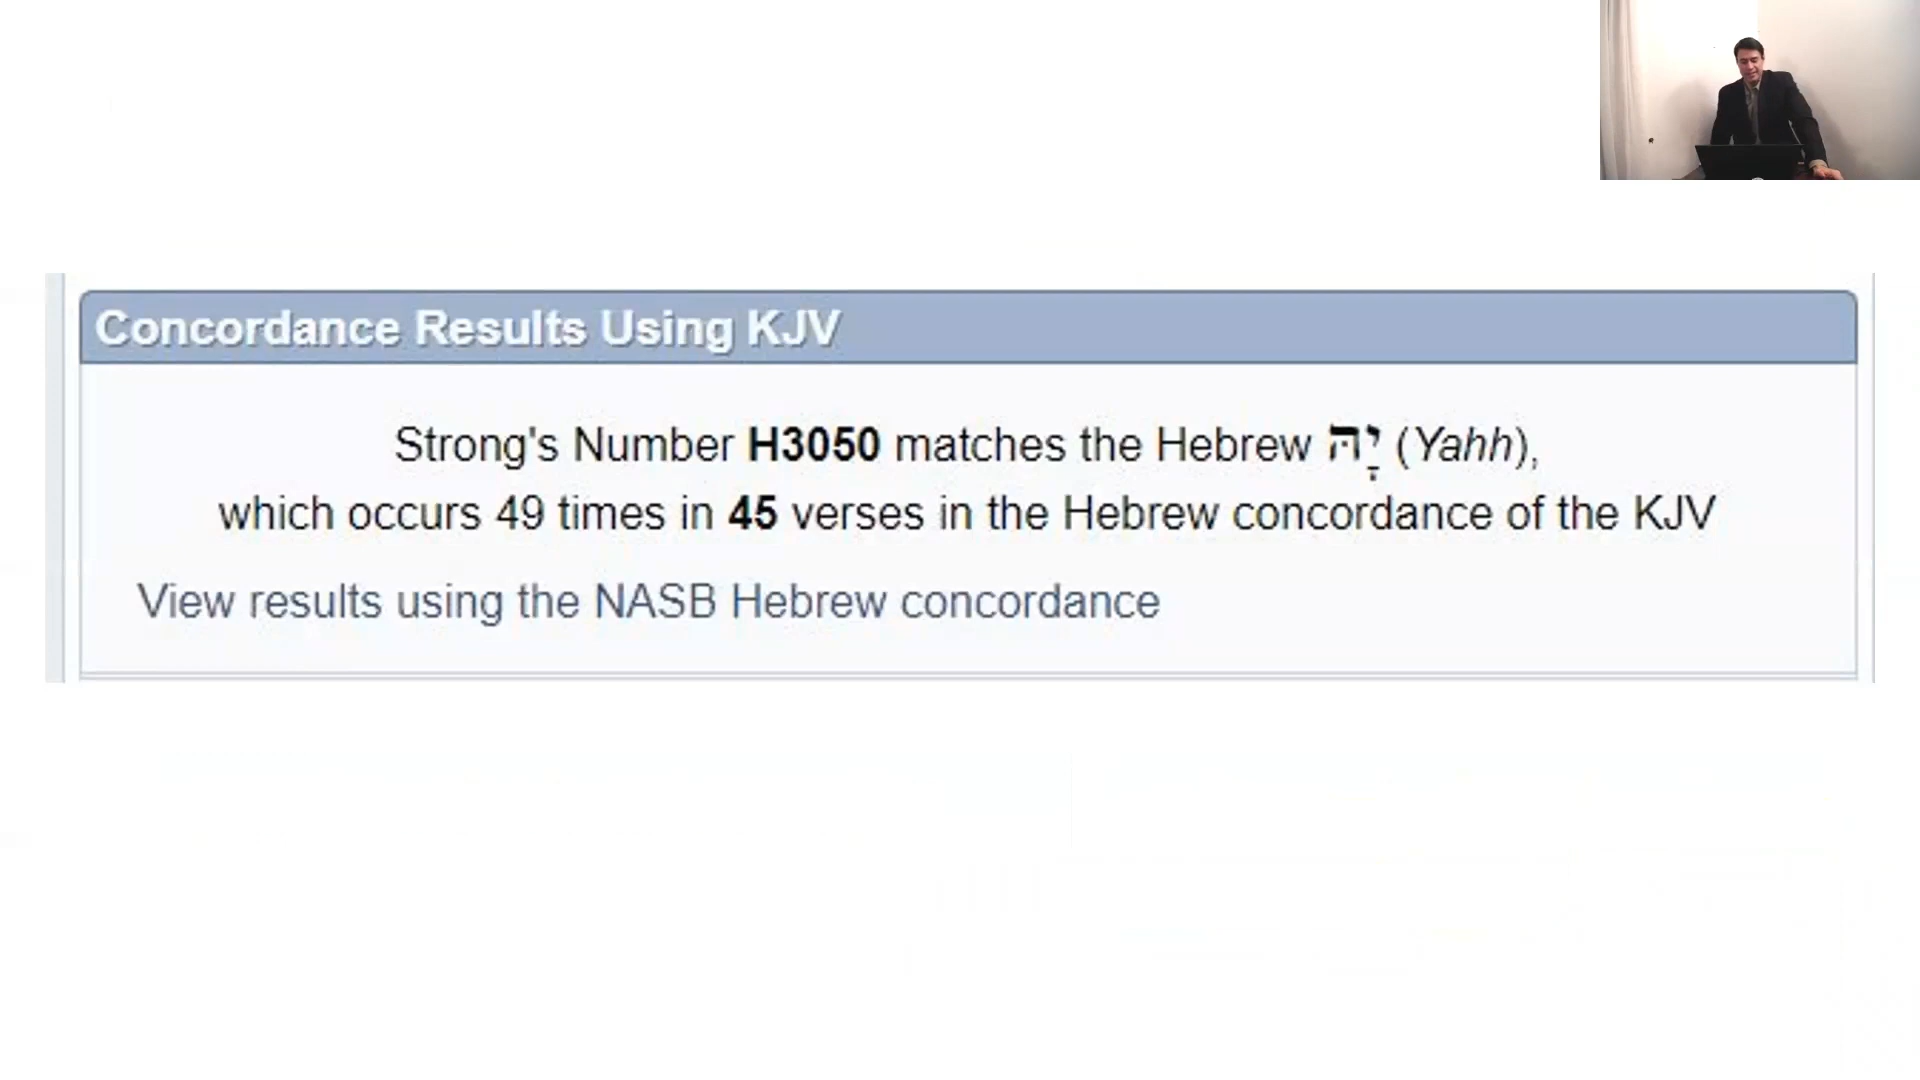 Concordance Results Using KJV
Strong's Number H3050 matches the Hebrew יָהּ (Yahh),
which occurs 49 times in 45 verses in the Hebrew concordance of the KJV
View results using the NASB Hebrew concordance